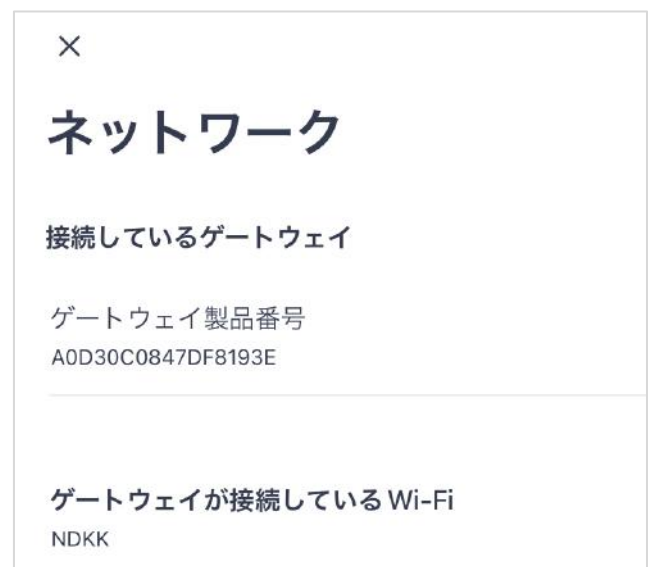 ネットワーク
接続しているゲートウェイ
ゲートウェイ製品番号
A0D30C0847DF8193E
ゲートウェイが接続しているWi-Fi
NDKK